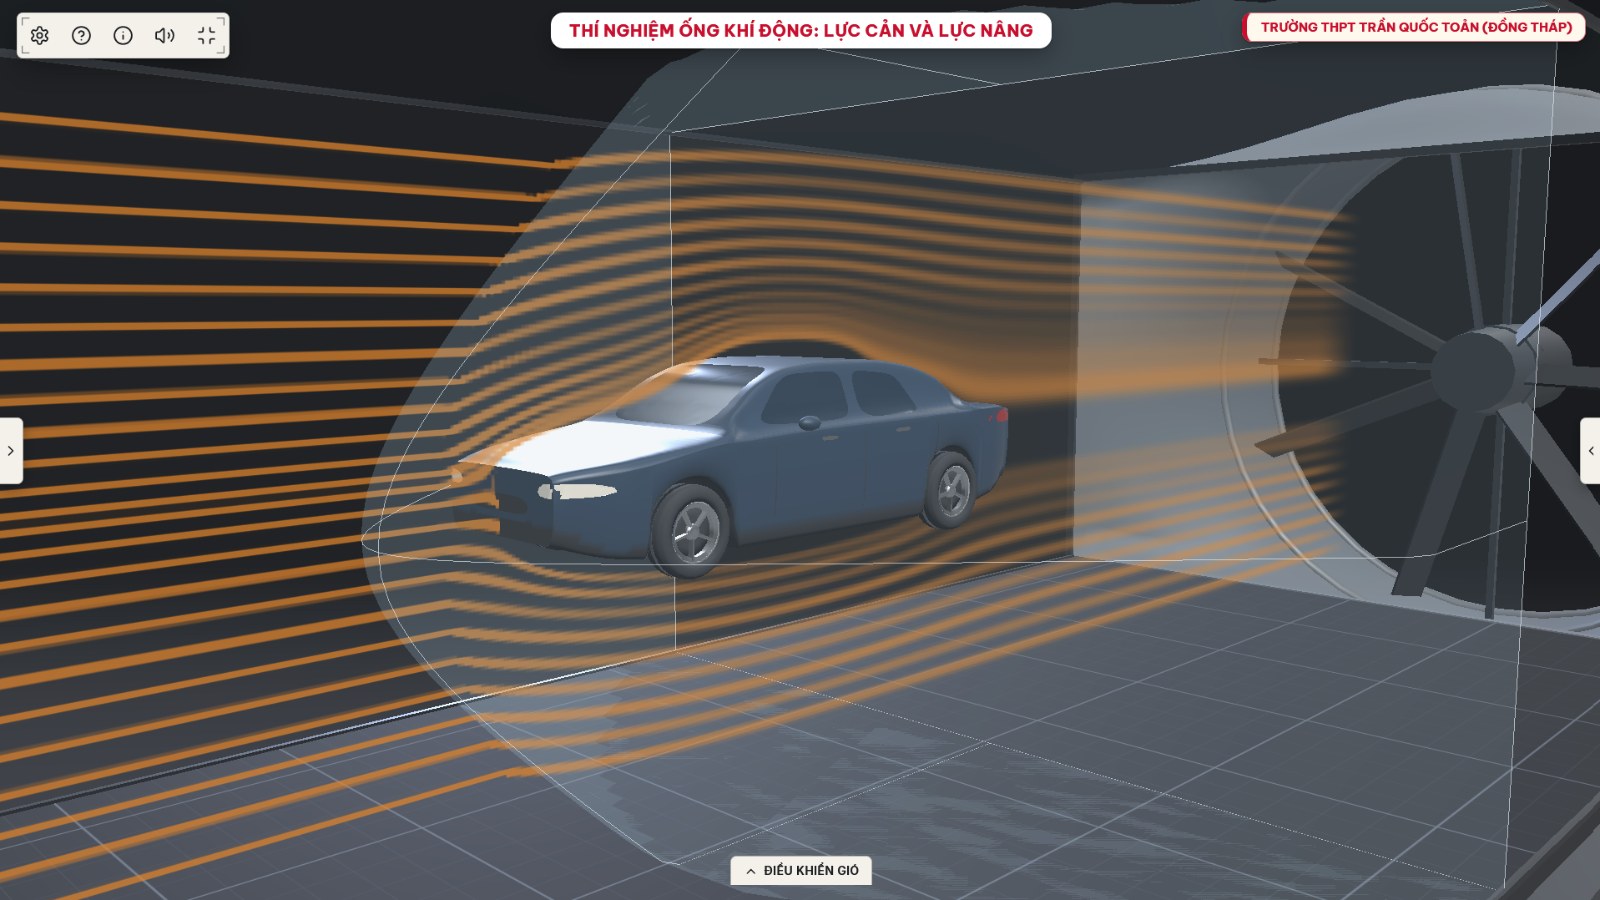 THÍ NGHIỆM ỐNG KHÍ ĐỘNG: LỰC CẢN VÀ LỰC NÂNG
TRƯỜNG THPT TRẦN QUỐC TOẢN (ĐỒNG THÁP)
ĐIỀU KHIỂN GIÓ